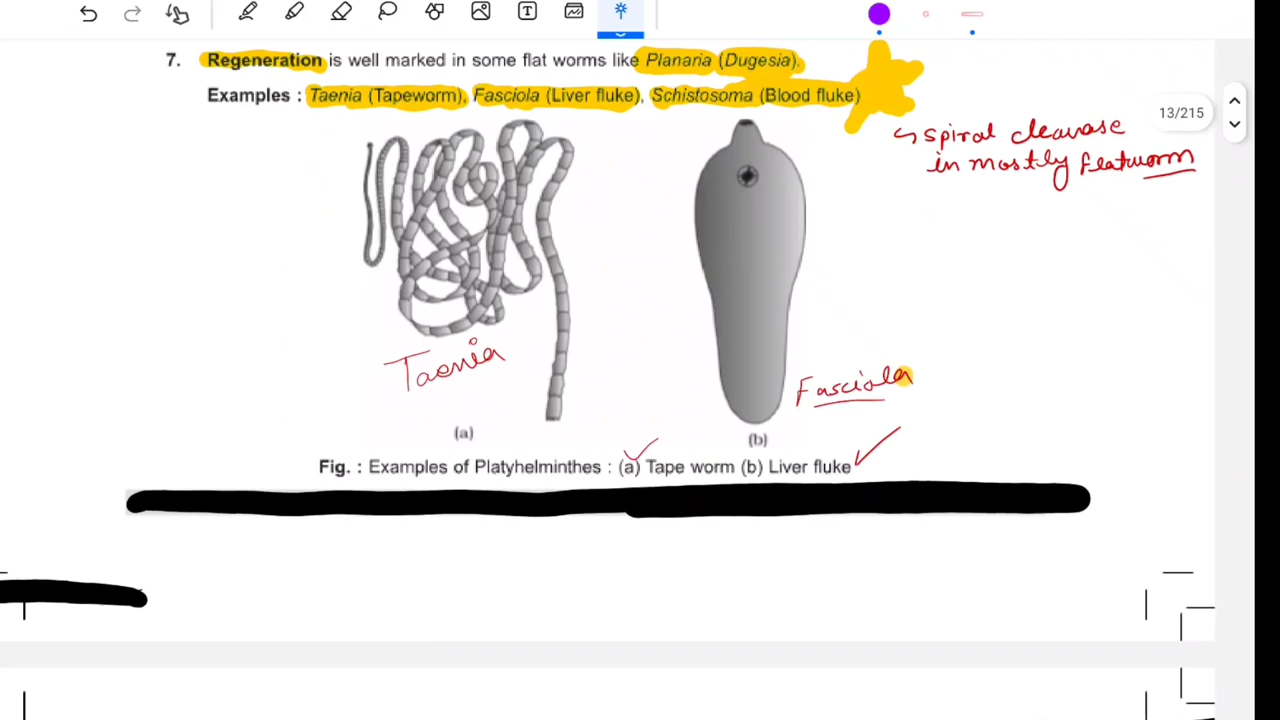 7. Regeneration is well marked in some flat worms like Planaria (Dugesia).
Examples : Taenia (Tapeworm), Fasciola (Liver fluke), Schistosoma (Blood fluke)
13/215
spiral cleavase
in mostly flatworm
Taenia
Fasciola
(a)
(b)
Fig. : Examples of Platyhelminthes : (a) Tape worm (b) Liver fluke